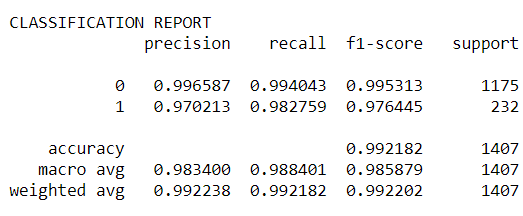 CLASSIFICATION REPORT
precision recall f1-score support
0 0.996587 0.994043 0.995313 1175
1 0.970213 0.982759 0.976445 232
accuracy 0.992182 1407
macro avg 0.983400 0.988401 0.985879 1407
weighted avg 0.992238 0.992182 0.992202 1407